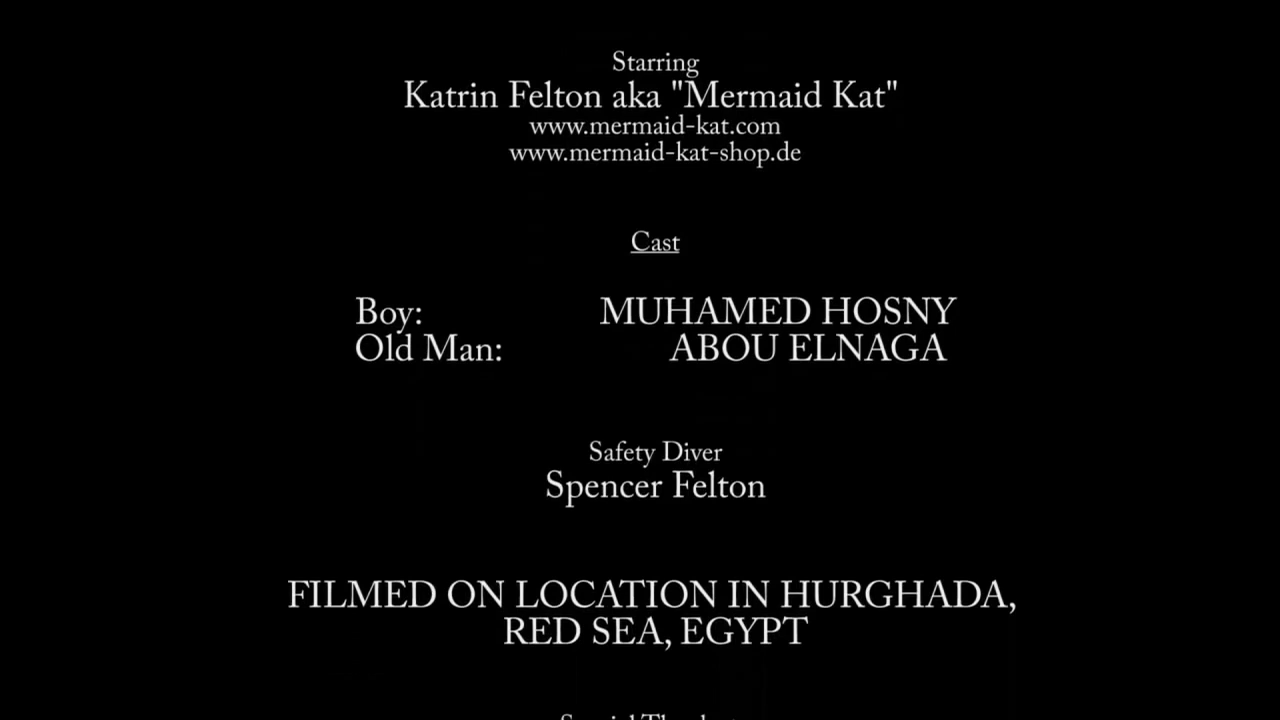 Starring
Katrin Felton aka "Mermaid Kat"
www.mermaid-kat.com
www.mermaid-kat-shop.de
Cast
Boy: MUHAMED HOSNY
Old Man: ABOU ELNAGA
Safety Diver
Spencer Felton
FILMED ON LOCATION IN HURGHADA,
RED SEA, EGYPT